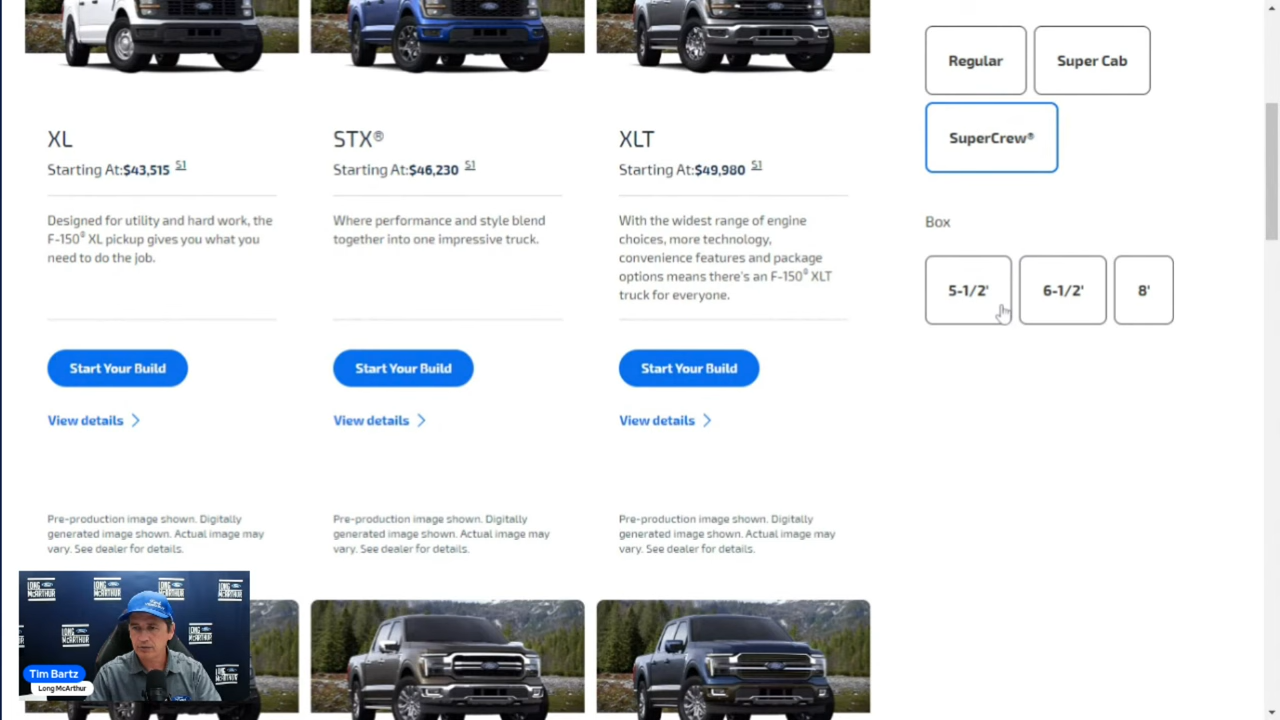 XL
Starting At:$43,515 S1
Designed for utility and hard work, the
F-150® XL pickup gives you what you
need to do the job.
Start Your Build
View details
Pre-production image shown. Digitally
generated image shown. Actual image may
vary. See dealer for details.
STX®
Starting At:$46,230 S1
Where performance and style blend
together into one impressive truck.
Start Your Build
View details
Pre-production image shown. Digitally
generated image shown. Actual image may
vary. See dealer for details.
XLT
Starting At:$49,980 S1
With the widest range of engine
choices, more technology,
convenience features and package
options means there's an F-150® XLT
truck for everyone.
Start Your Build
View details
Pre-production image shown. Digitally
generated image shown. Actual image may
vary. See dealer for details.
Regular
Super Cab
SuperCrew®
Box
5-1/2'
6-1/2'
8'
LONG
McARTHUR
Tim Bartz
Long McArthur